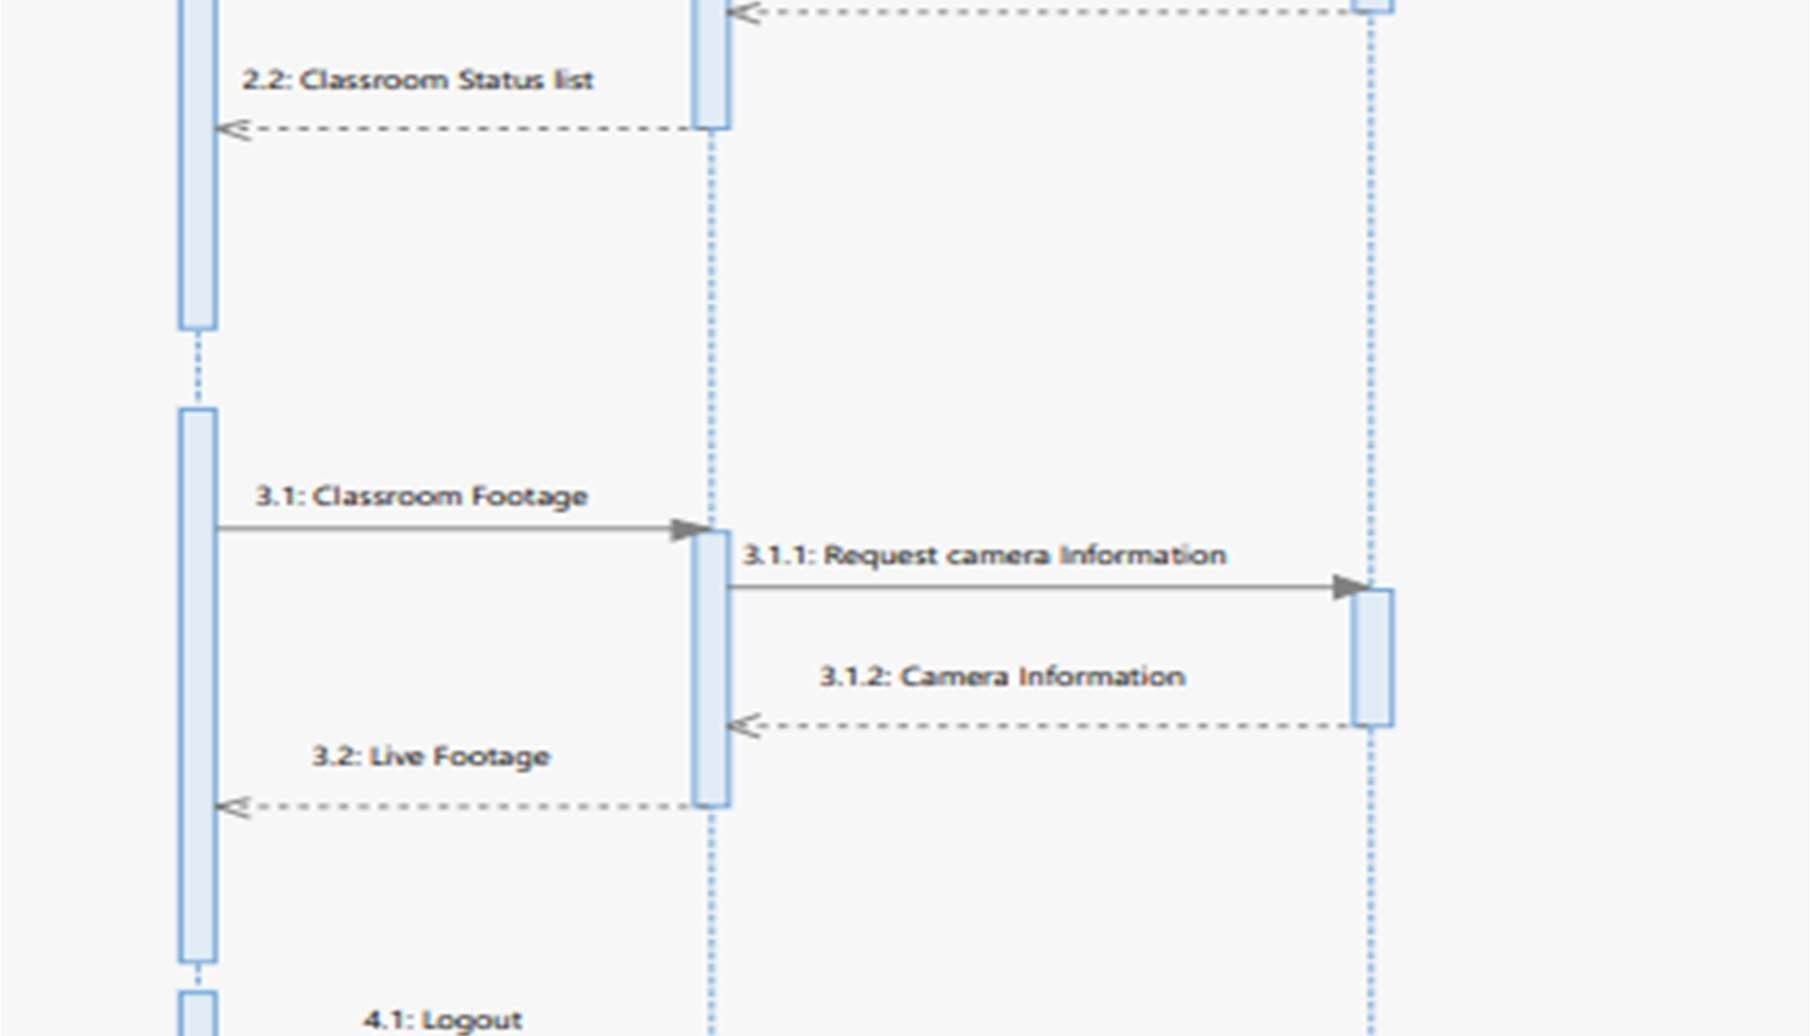 2.2: Classroom Status list
3.1: Classroom Footage
3.1.1: Request camera Information
3.1.2: Camera Information
3.2: Live Footage
4.1: Logout